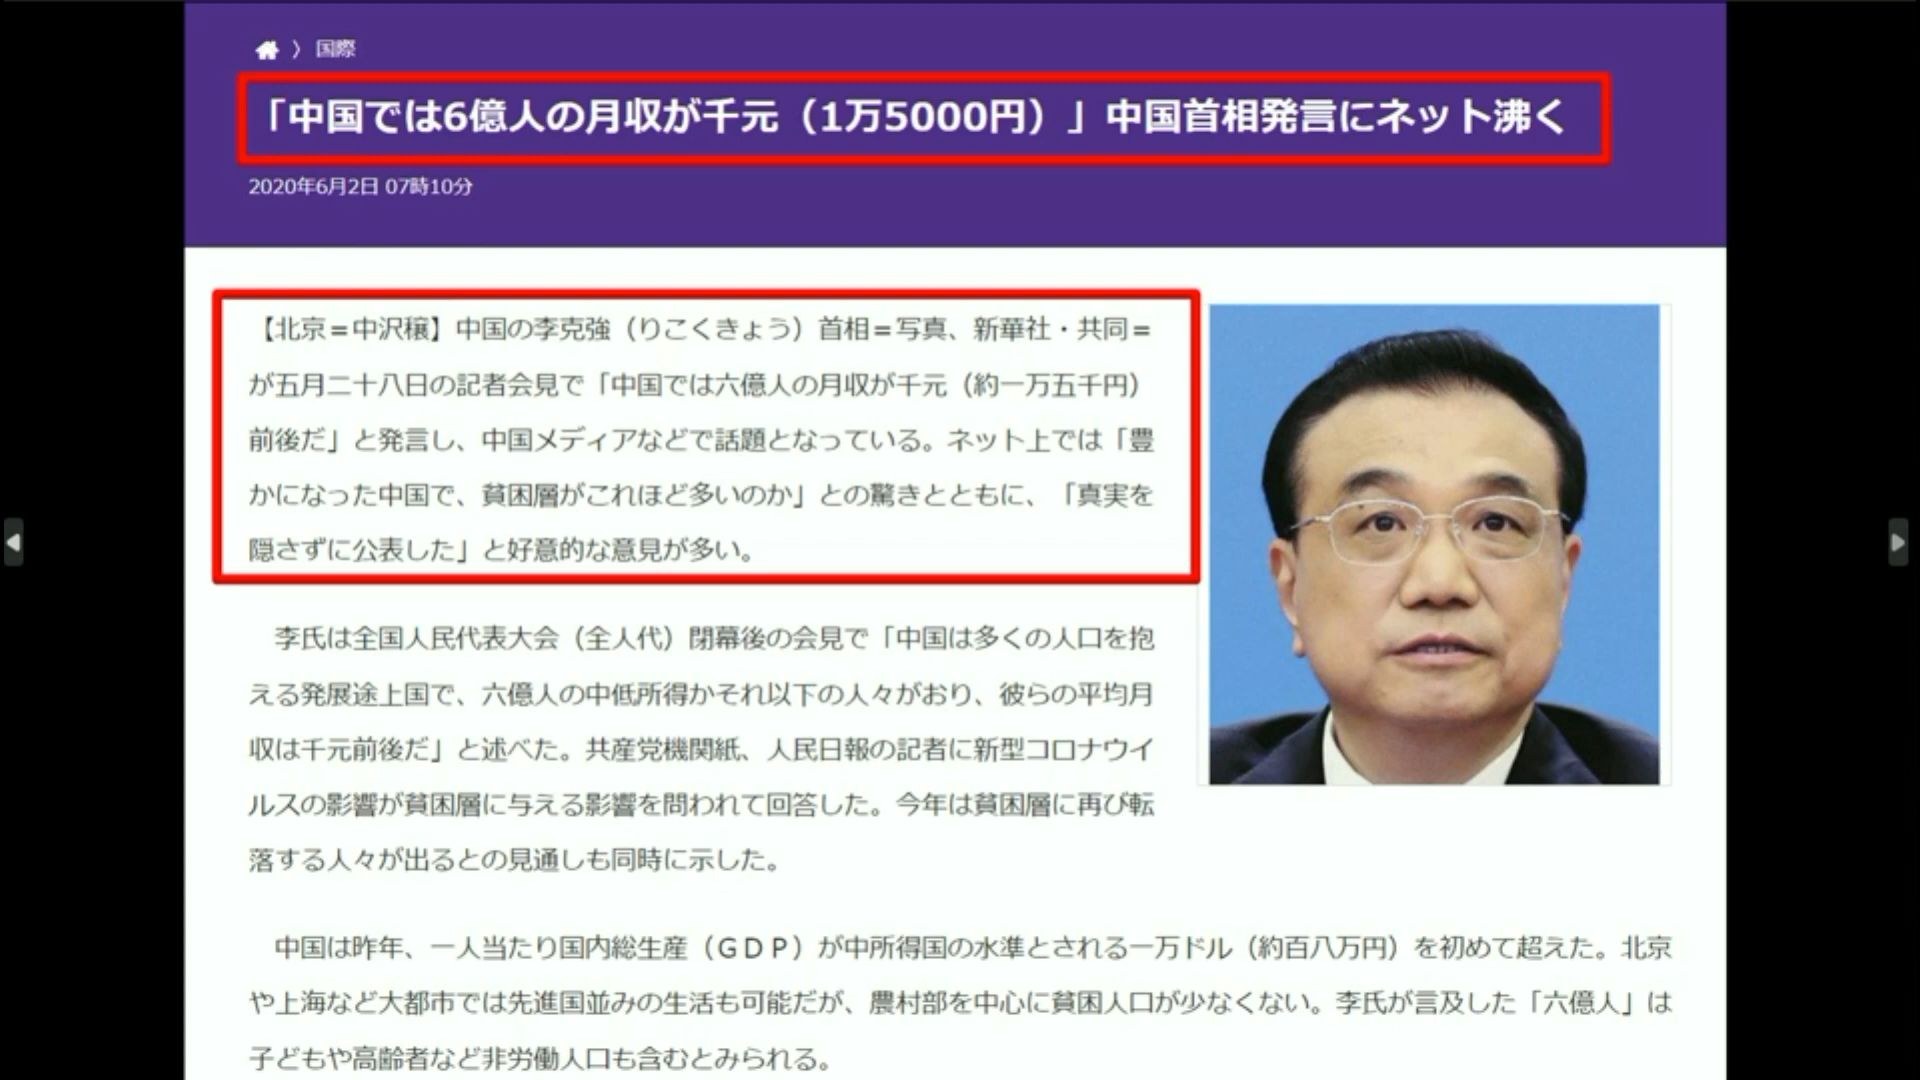 〉 国際
「中国では6億人の月収が千元（1万5000円）」中国首相発言にネット沸く
2020年6月2日 07時10分
【北京＝中沢穣】中国の李克強（りこくきょう）首相＝写真、新華社・共同＝
が五月二十八日の記者会見で「中国では六億人の月収が千元（約一万五千円）
前後だ」と発言し、中国メディアなどで話題となっている。ネット上では「豊
かになった中国で、貧困層がこれほど多いのか」との驚きとともに、「真実を
隠さずに公表した」と好意的な意見が多い。
李氏は全国人民代表大会（全人代）閉幕後の会見で「中国は多くの人口を抱
える発展途上国で、六億人の中低所得かそれ以下の人々がおり、彼らの平均月
収は千元前後だ」と述べた。共産党機関紙、人民日報の記者に新型コロナウイ
ルスの影響が貧困層に与える影響を問われて回答した。今年は貧困層に再び転
落する人々が出るとの見通しも同時に示した。
中国は昨年、一人当たり国内総生産（ＧＤＰ）が中所得国の水準とされる一万ドル（約百八万円）を初めて超えた。北京
や上海など大都市では先進国並みの生活も可能だが、農村部を中心に貧困人口が少なくない。李氏が言及した「六億人」は
子どもや高齢者など非労働人口も含むとみられる。